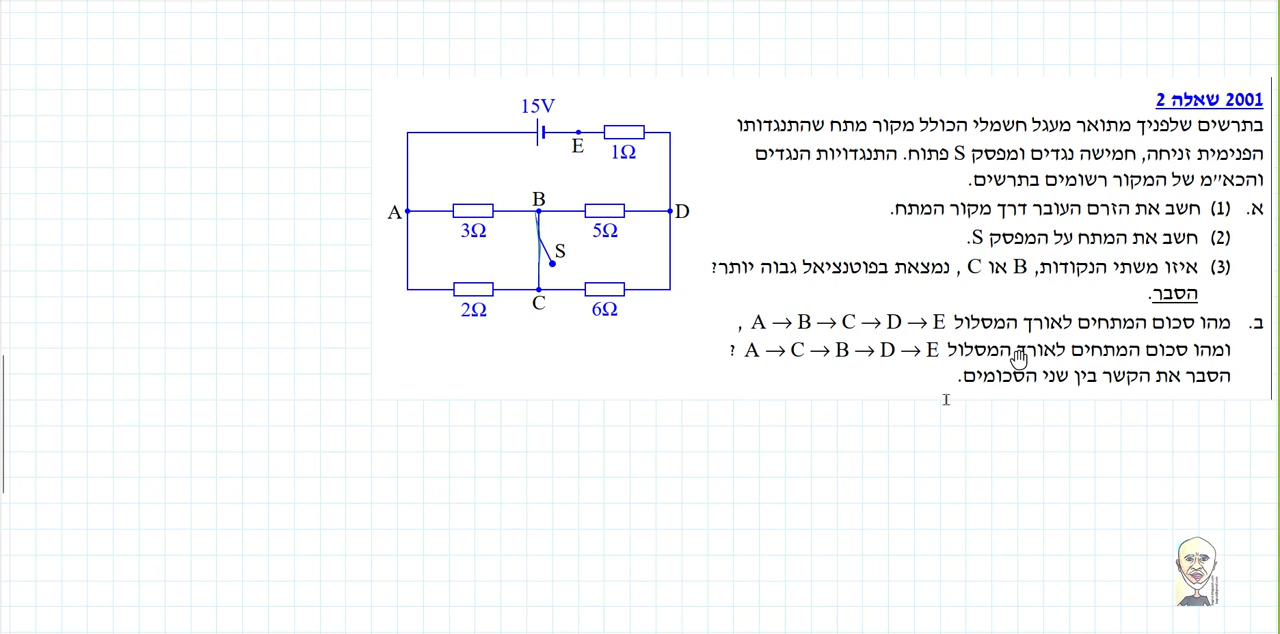 2001 שאלה 2
בתרשים שלפניך מתואר מעגל חשמלי הכולל מקור מתח שהתנגדותו
הפנימית זניחה, חמישה נגדים ומפסק S פתוח. התנגדויות הנגדים
והכא״מ של המקור רשומים בתרשים.
א. (1) חשב את הזרם העובר דרך מקור המתח.
(2) חשב את המתח על המפסק S.
(3) איזו משתי הנקודות, B או C , נמצאת בפוטנציאל גבוה יותר?
הסבר.
ב. מהו סכום המתחים לאורך המסלול A → B → C → D → E ,
ומהו סכום המתחים לאורך המסלול A → C → B → D → E ?
הסבר את הקשר בין שני הסכומים.
15V
E
1Ω
A
B
D
3Ω
5Ω
S
C
2Ω
6Ω